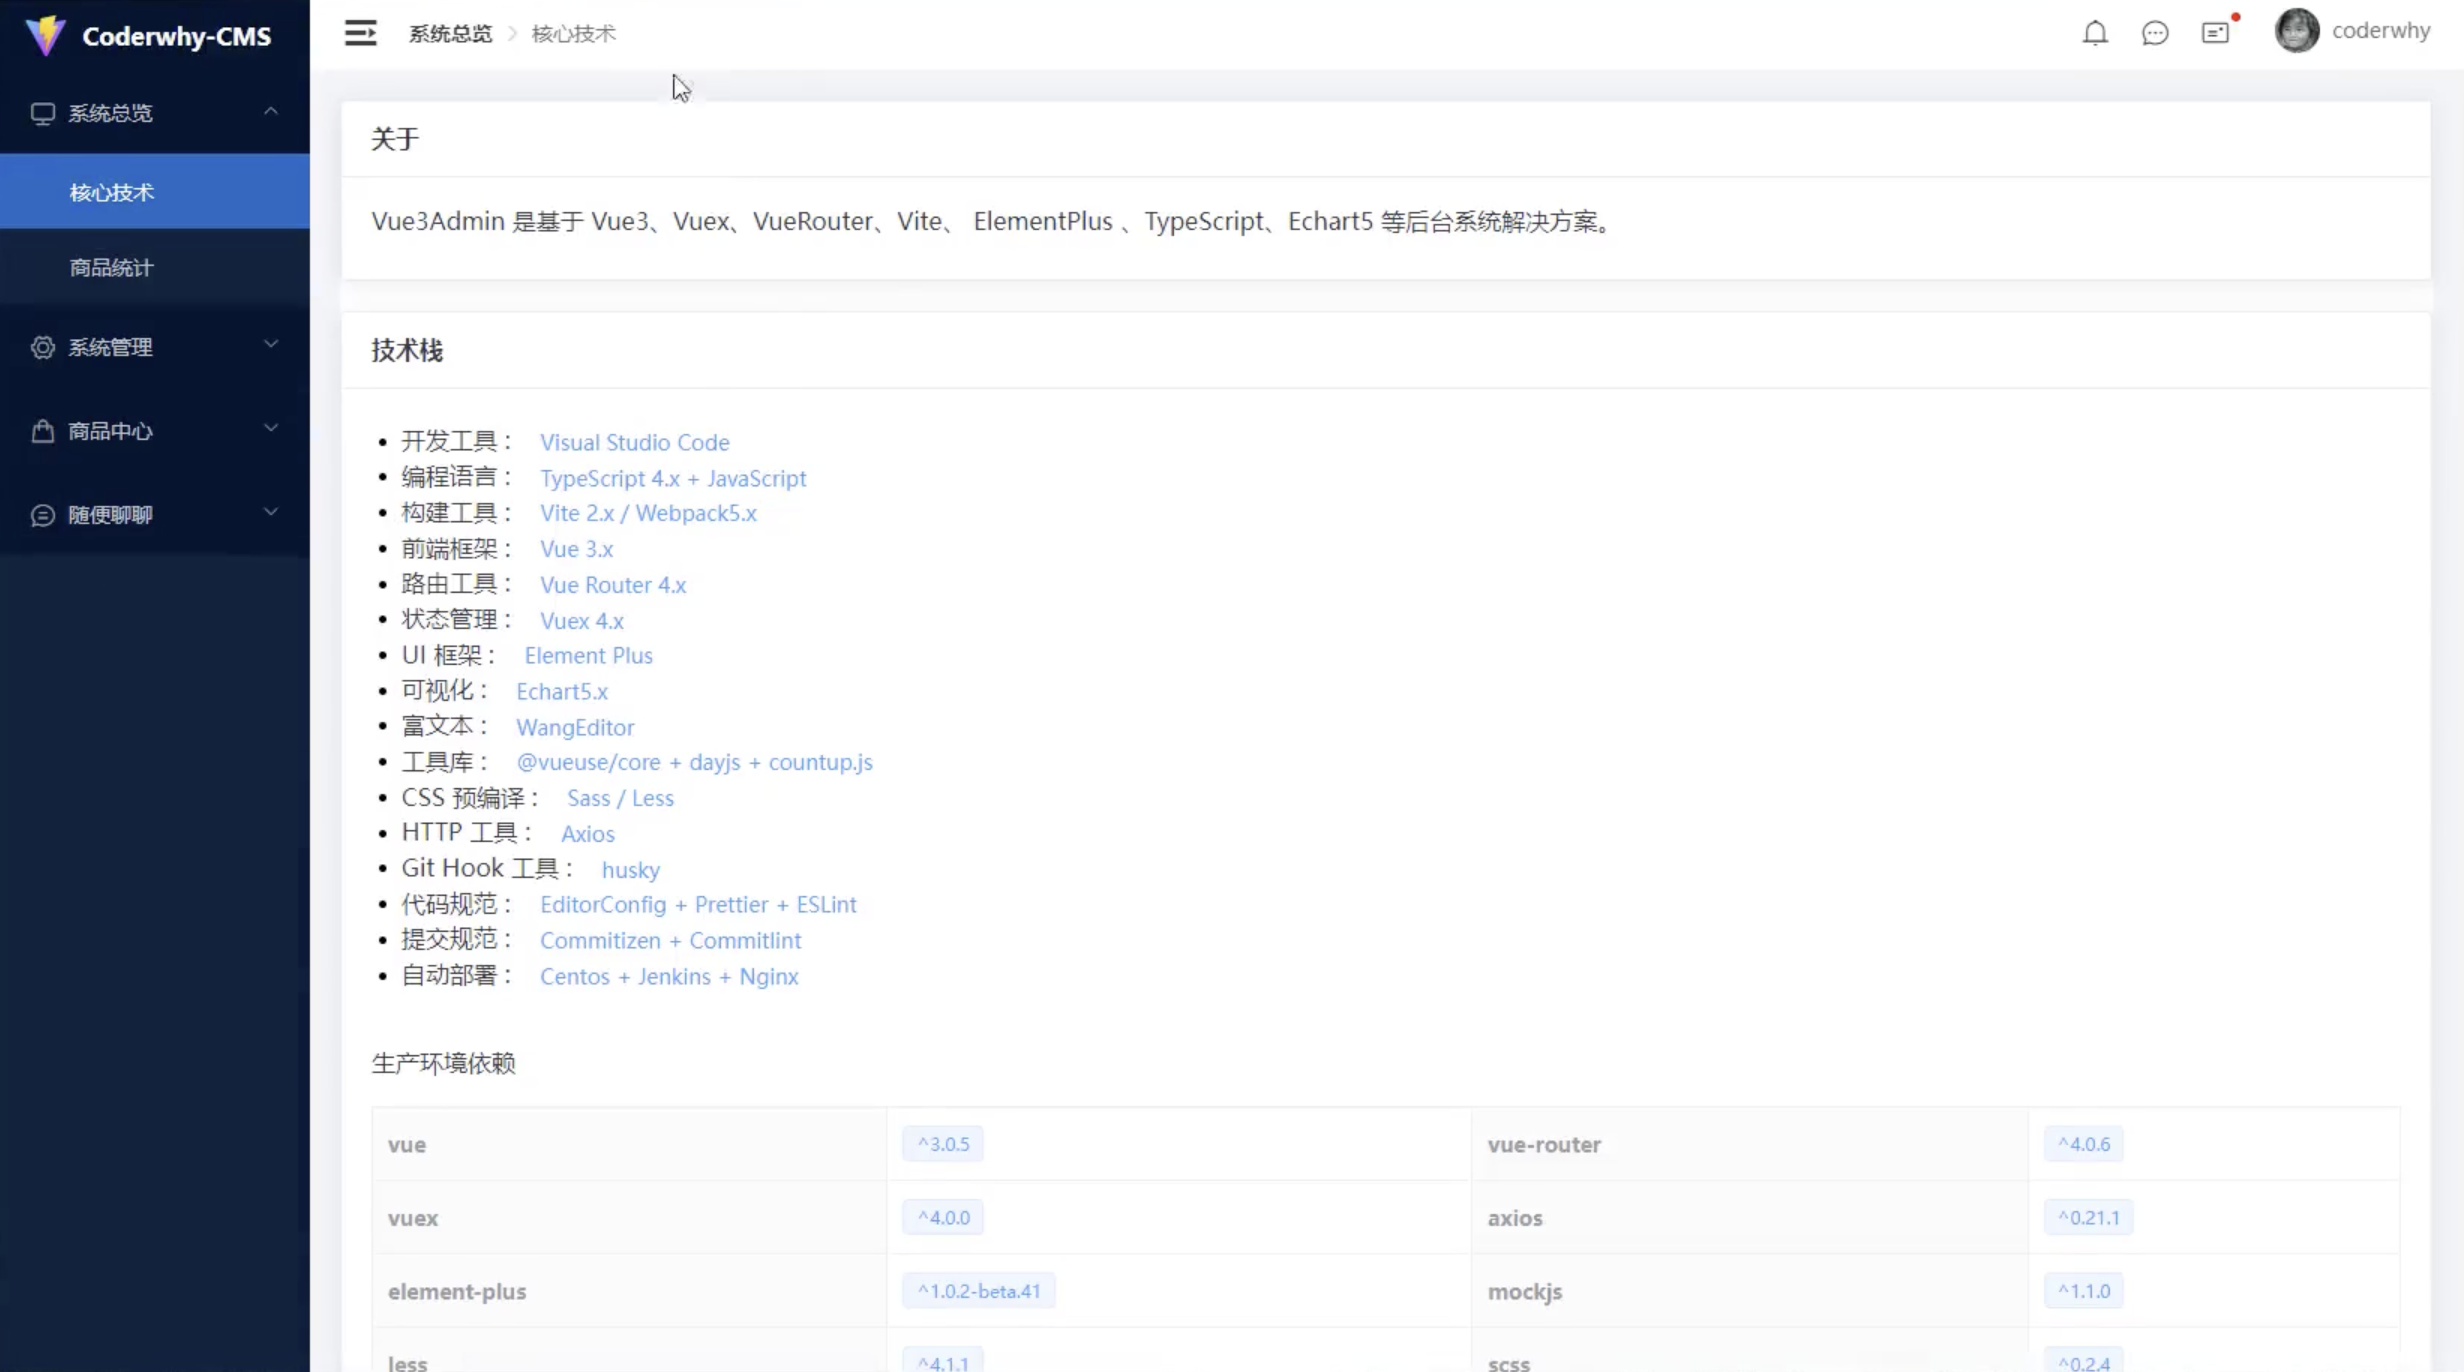 Coderwhy-CMS
系统总览
核心技术
商品统计
系统管理
商品中心
随便聊聊
系统总览 > 核心技术
coderwhy
关于
Vue3Admin 是基于 Vue3、Vuex、VueRouter、Vite、 ElementPlus 、TypeScript、Echart5 等后台系统解决方案。
技术栈
• 开发工具： Visual Studio Code
• 编程语言： TypeScript 4.x + JavaScript
• 构建工具： Vite 2.x / Webpack5.x
• 前端框架： Vue 3.x
• 路由工具： Vue Router 4.x
• 状态管理： Vuex 4.x
• UI 框架： Element Plus
• 可视化： Echart5.x
• 富文本： WangEditor
• 工具库： @vueuse/core + dayjs + countup.js
• CSS 预编译： Sass / Less
• HTTP 工具： Axios
• Git Hook 工具： husky
• 代码规范： EditorConfig + Prettier + ESLint
• 提交规范： Commitizen + Commitlint
• 自动部署： Centos + Jenkins + Nginx
生产环境依赖
vue ^3.0.5 vue-router ^4.0.6
vuex ^4.0.0 axios ^0.21.1
element-plus ^1.0.2-beta.41 mockjs ^1.1.0
less ^4.1.1 scss ^0.2.4